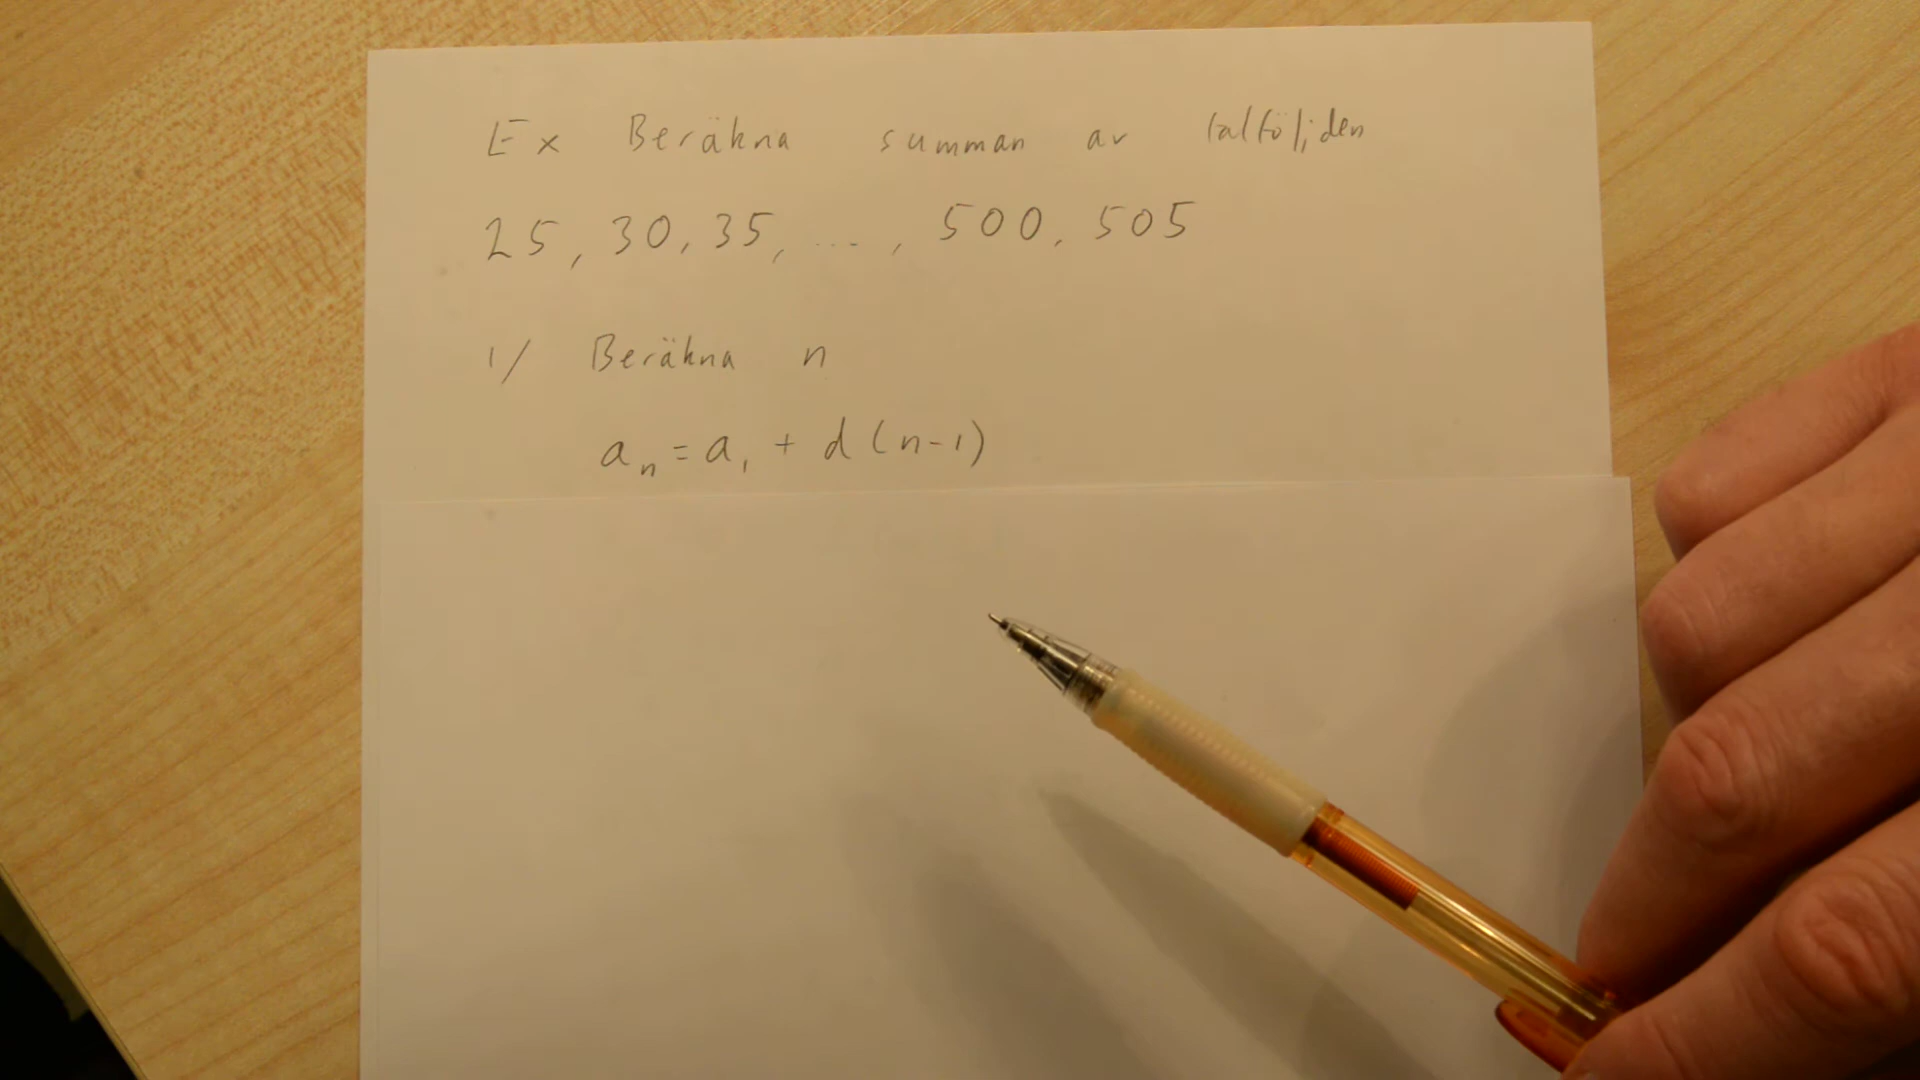 Ex Beräkna summan av talföljden
25, 30, 35, ..., 500, 505
1/ Beräkna n
aₙ = a₁ + d(n-1)